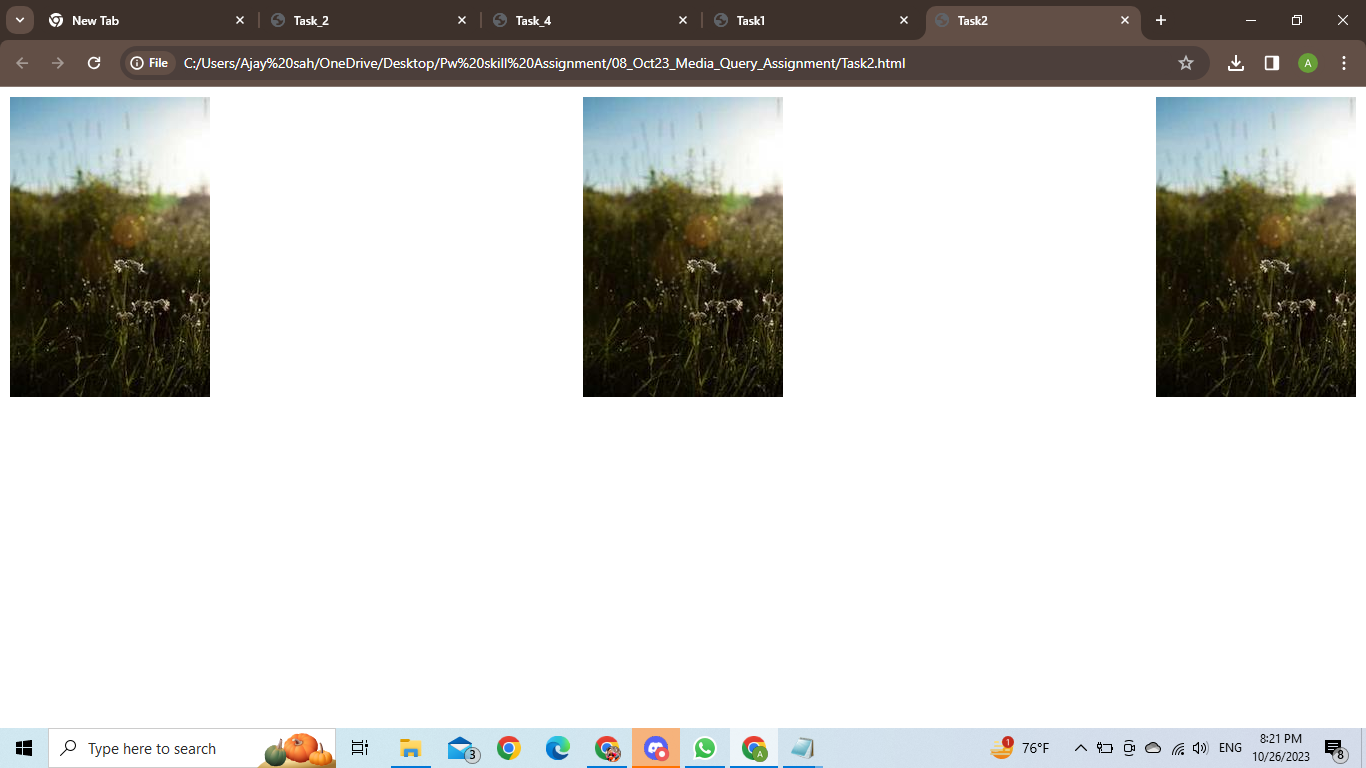 New Tab
Task_2
Task_4
Task1
Task2
File
C:/Users/Ajay%20sah/OneDrive/Desktop/Pw%20skill%20Assignment/08_Oct23_Media_Query_Assignment/Task2.html
A
Type here to search
3
A
1
76°F
ENG
8:21 PM
10/26/2023
8